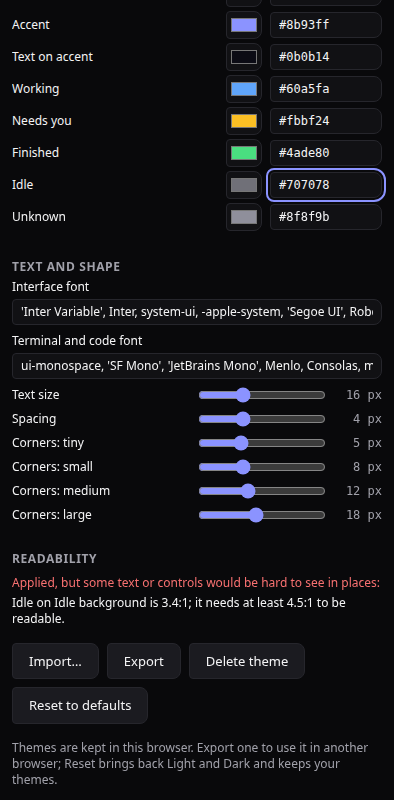 Accent #8b93ff
Text on accent #0b0b14
Working #60a5fa
Needs you #fbbf24
Finished #4ade80
Idle #707078
Unknown #8f8f9b
TEXT AND SHAPE
Interface font
'Inter Variable', Inter, system-ui, -apple-system, 'Segoe UI', Robo
Terminal and code font
ui-monospace, 'SF Mono', 'JetBrains Mono', Menlo, Consolas, m
Text size 16 px
Spacing 4 px
Corners: tiny 5 px
Corners: small 8 px
Corners: medium 12 px
Corners: large 18 px
READABILITY
Applied, but some text or controls would be hard to see in places:
Idle on Idle background is 3.4:1; it needs at least 4.5:1 to be
readable.
Import... Export Delete theme
Reset to defaults
Themes are kept in this browser. Export one to use it in another
browser; Reset brings back Light and Dark and keeps your
themes.